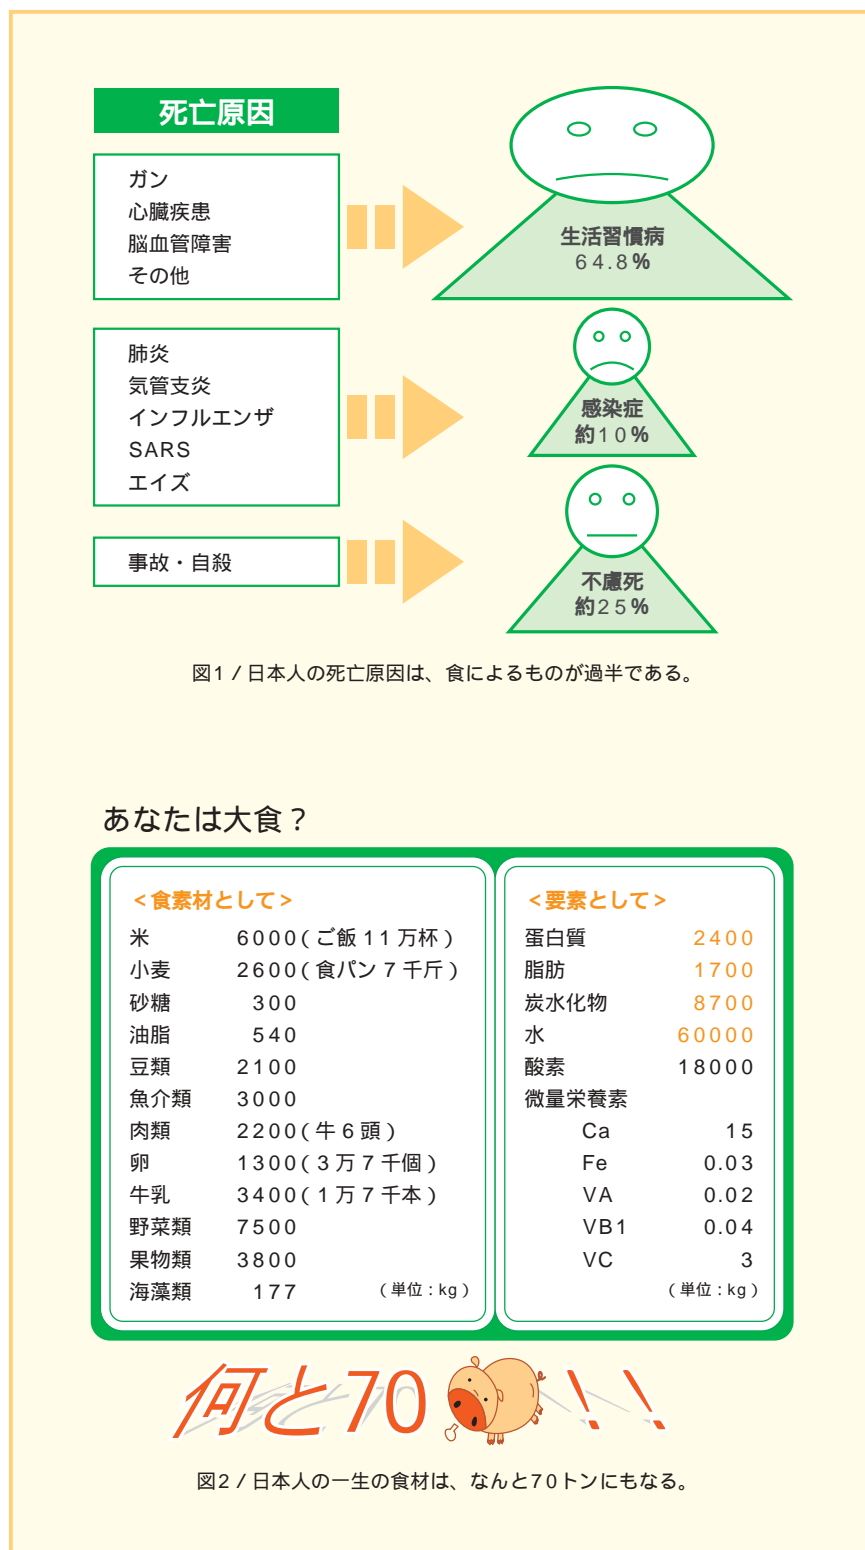 死亡原因
ガン
心臓疾患
脳血管障害
その他
生活習慣病
64.8%
肺炎
気管支炎
インフルエンザ
SARS
エイズ
感染症
約10%
事故・自殺
不慮死
約25%
図1/日本人の死亡原因は、食によるものが過半である。
あなたは大食?
<食素材として>
米 6000(ご飯11万杯)
小麦 2600(食パン7千斤)
砂糖 300
油脂 540
豆類 2100
魚介類 3000
肉類 2200(牛6頭)
卵 1300(3万7千個)
牛乳 3400(1万7千本)
野菜類 7500
果物類 3800
海藻類 177 (単位:kg)
<要素として>
蛋白質 2400
脂肪 1700
炭水化物 8700
水 60000
酸素 18000
微量栄養素
Ca 15
Fe 0.03
VA 0.02
VB1 0.04
VC 3
(単位:kg)
何と70!!
図2/日本人の一生の食材は、なんと70トンにもなる。